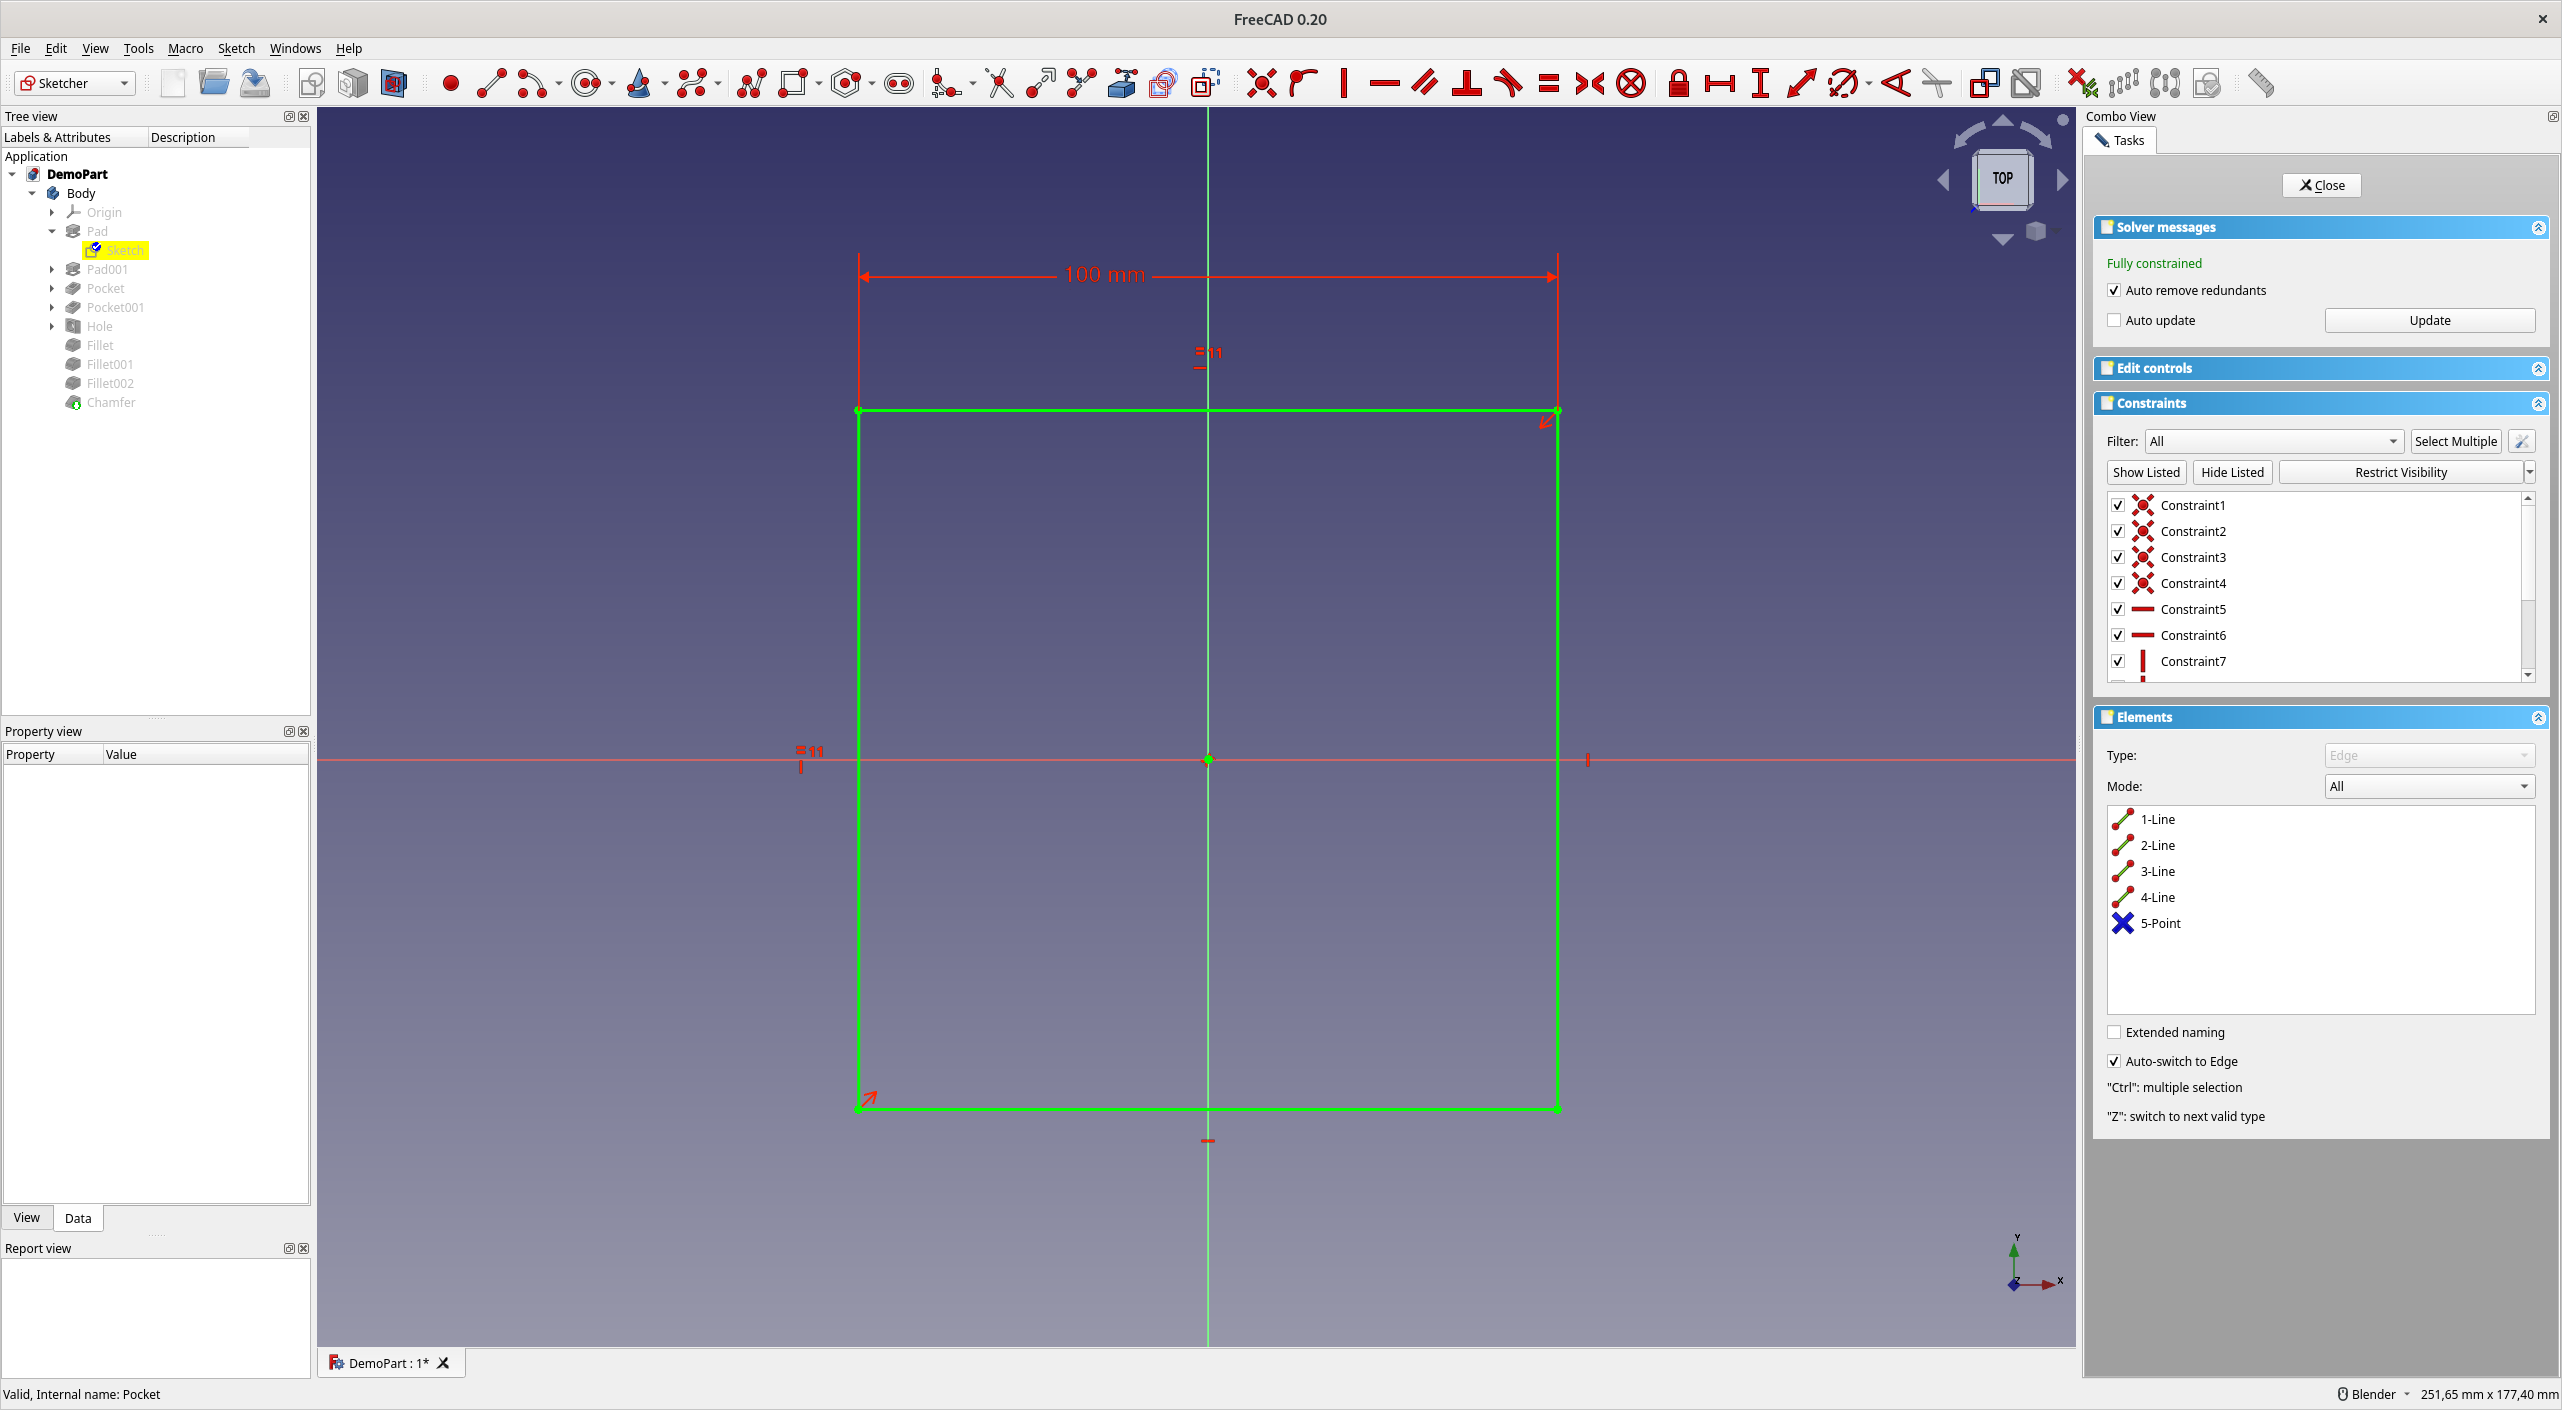 FreeCAD 0.20
File Edit View Tools Macro Sketch Windows Help
Sketcher
Tree view
Labels & Attributes Description
Application
DemoPart
Body
Origin
Pad
Sketch
Pad001
Pocket
Pocket001
Hole
Fillet
Fillet001
Fillet002
Chamfer
Property view
Property Value
View Data
Report view
100 mm
= 11
= 11
TOP
Y
Z
X
DemoPart : 1*
Combo View
Tasks
Close
Solver messages
Fully constrained
Auto remove redundants
Auto update Update
Edit controls
Constraints
Filter: All Select Multiple
Show Listed Hide Listed Restrict Visibility
Constraint1
Constraint2
Constraint3
Constraint4
Constraint5
Constraint6
Constraint7
Elements
Type: Edge
Mode: All
1-Line
2-Line
3-Line
4-Line
5-Point
Extended naming
Auto-switch to Edge
"Ctrl": multiple selection
"Z": switch to next valid type
Valid, Internal name: Pocket
Blender 251,65 mm x 177,40 mm